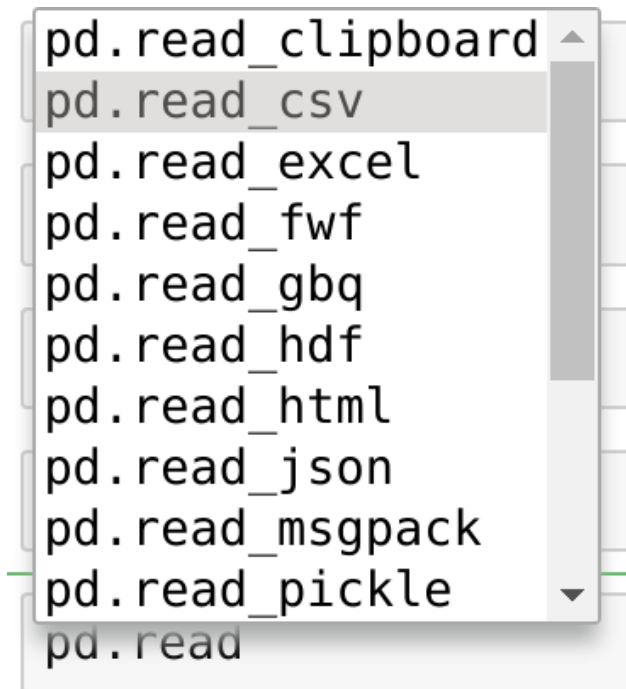 pd.read_clipboard
pd.read_csv
pd.read_excel
pd.read_fwf
pd.read_gbq
pd.read_hdf
pd.read_html
pd.read_json
pd.read_msgpack
pd.read_pickle
pd.read